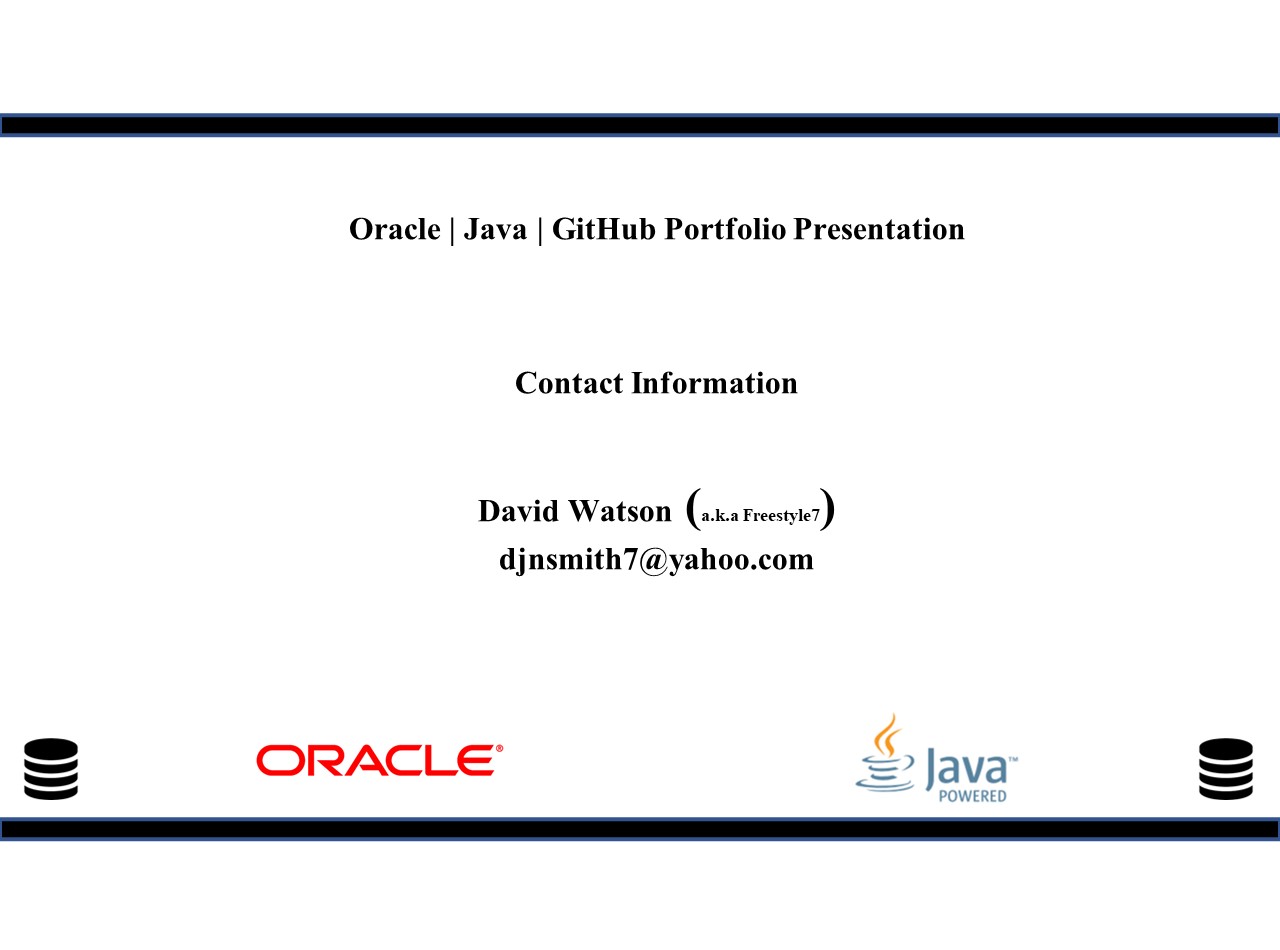 Oracle | Java | GitHub Portfolio Presentation
Contact Information
David Watson (a.k.a Freestyle7)
djnsmith7@yahoo.com
ORACLE®
Java™
POWERED